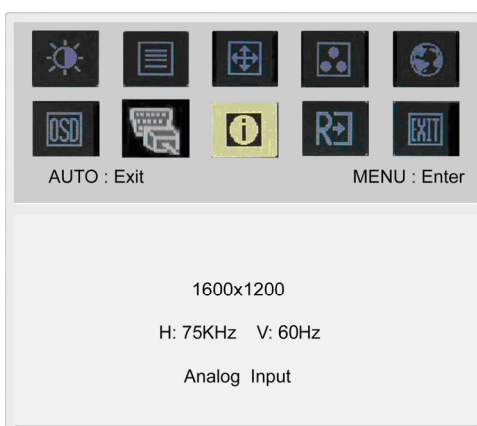 OSD
i
R
EXIT
AUTO : Exit MENU : Enter
1600x1200
H: 75KHz V: 60Hz
Analog Input